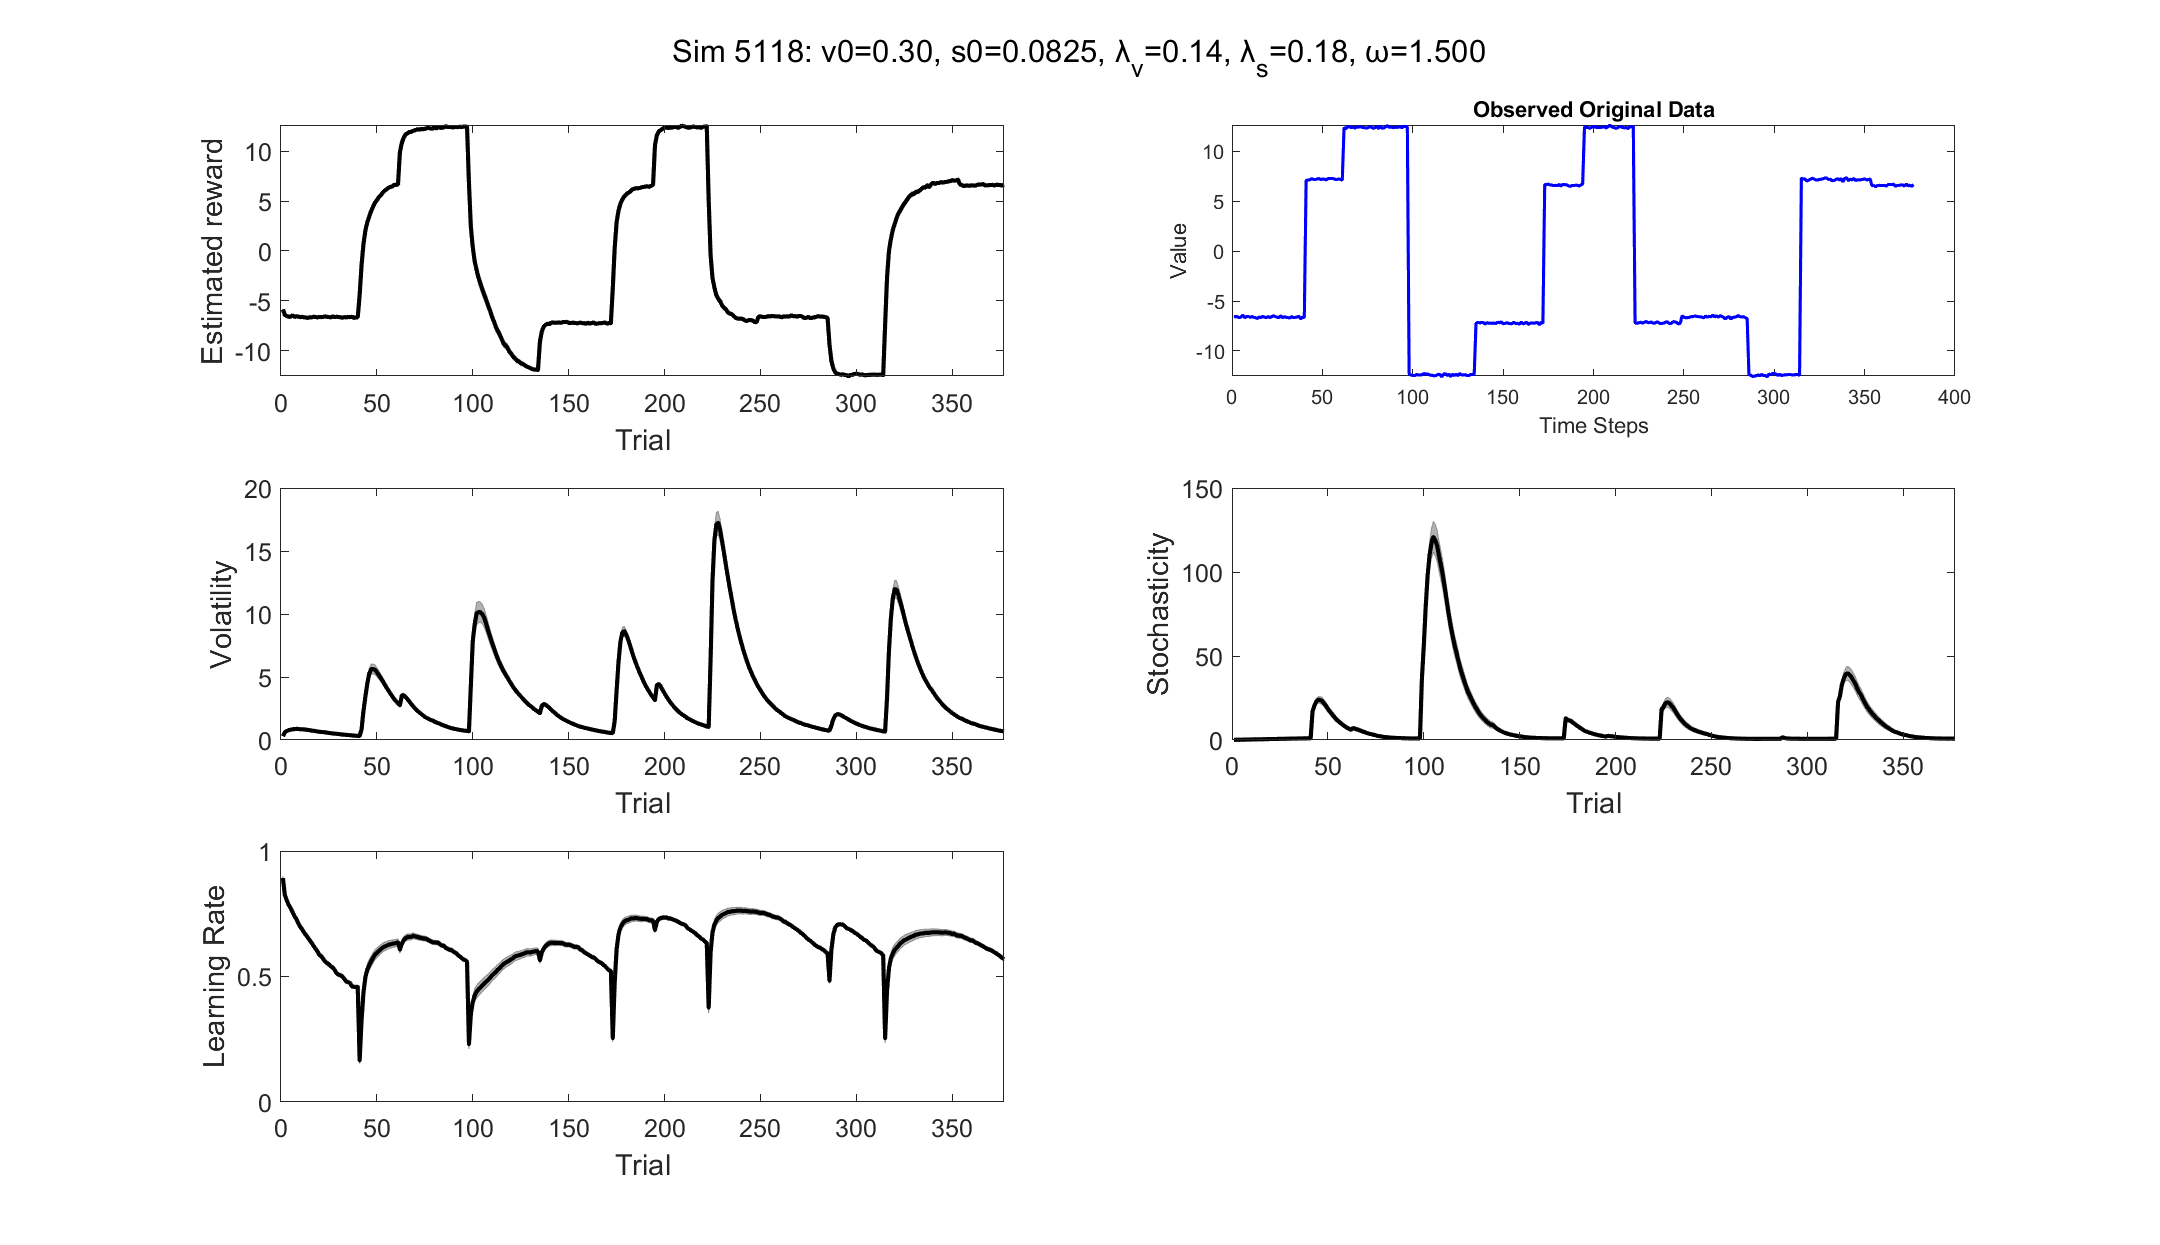 Sim 5118: v0=0.30, s0=0.0825, λ_v=0.14, λ_s=0.18, ω=1.500
Estimated reward
10
5
0
-5
-10
0 50 100 150 200 250 300 350
Trial
Observed Original Data
Value
10
5
0
-5
-10
0 50 100 150 200 250 300 350 400
Time Steps
Volatility
20
15
10
5
0
0 50 100 150 200 250 300 350
Trial
Stochasticity
150
100
50
0
0 50 100 150 200 250 300 350
Trial
Learning Rate
1
0.5
0
0 50 100 150 200 250 300 350
Trial